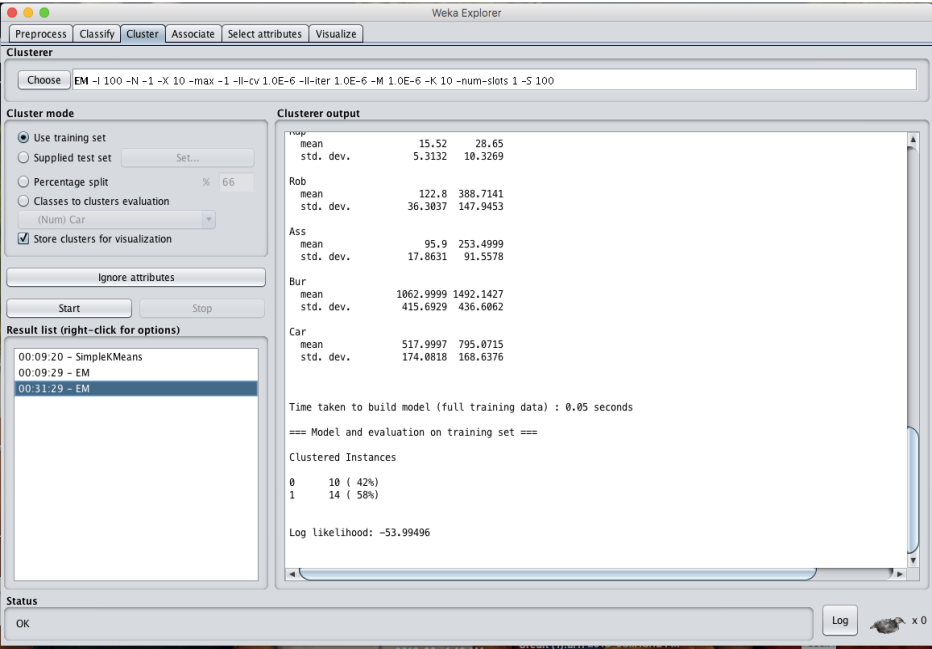 Weka Explorer
Preprocess Classify Cluster Associate Select attributes Visualize
Clusterer
Choose EM -I 100 -N -1 -X 10 -max -1 -ll-cv 1.0E-6 -ll-iter 1.0E-6 -M 1.0E-6 -K 10 -num-slots 1 -S 100
Cluster mode
Use training set
Supplied test set Set...
Percentage split % 66
Classes to clusters evaluation
(Num) Car
Store clusters for visualization
Ignore attributes
Start Stop
Result list (right-click for options)
00:09:20 - SimpleKMeans
00:09:29 - EM
00:31:29 - EM
Clusterer output
Rap
mean 15.52 28.65
std. dev. 5.3132 10.3269
Rob
mean 122.8 388.7141
std. dev. 36.3037 147.9453
Ass
mean 95.9 253.4999
std. dev. 17.8631 91.5578
Bur
mean 1062.9999 1492.1427
std. dev. 415.6929 436.6062
Car
mean 517.9997 795.0715
std. dev. 174.0818 168.6376
Time taken to build model (full training data) : 0.05 seconds
=== Model and evaluation on training set ===
Clustered Instances
0 10 ( 42%)
1 14 ( 58%)
Log likelihood: -53.99496
Status
OK
Log x 0